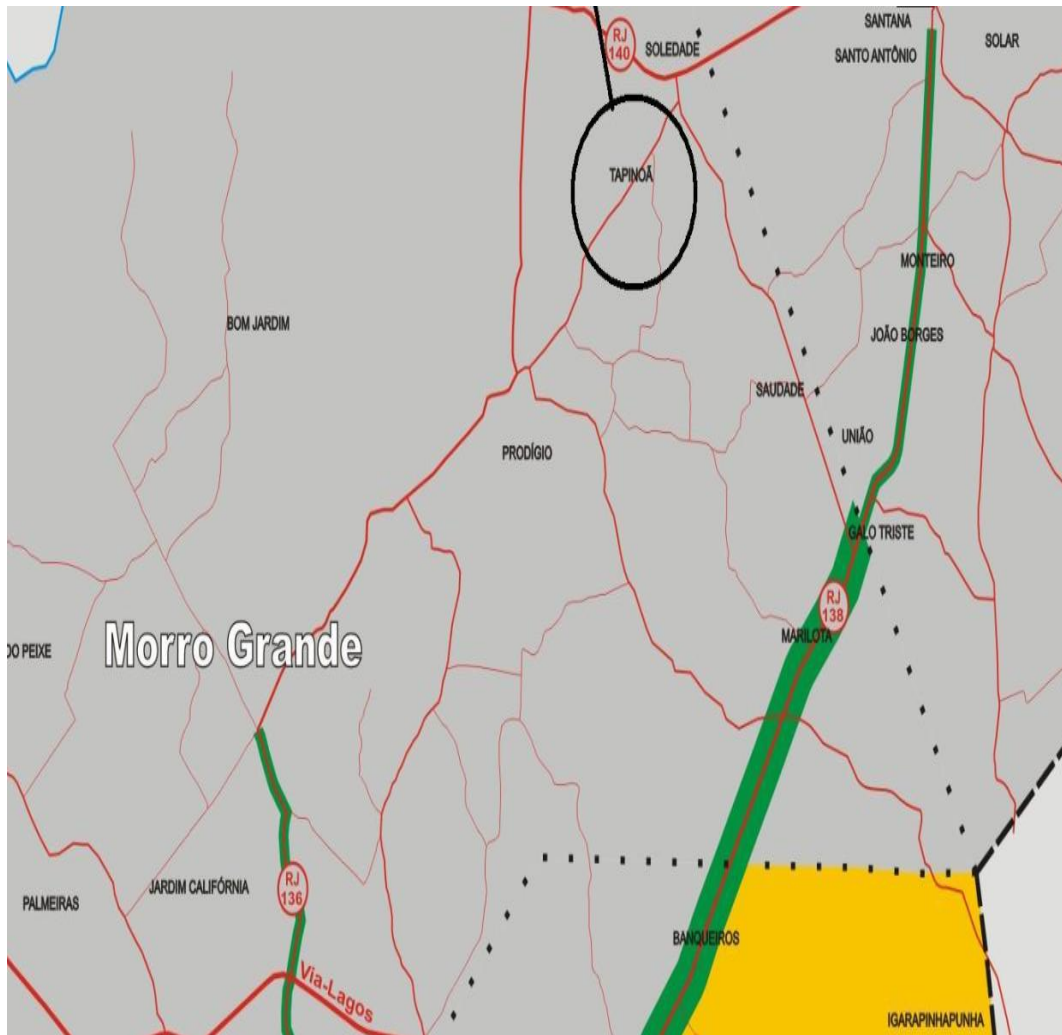 SANTANA
RJ
140
SOLEDADE
SANTO ANTÔNIO
SOLAR
TAPINOÃ
MONTEIRO
BOM JARDIM
JOÃO BORGES
SAUDADE
UNIÃO
PRODÍGIO
GALO TRISTE
RJ
138
MARILOTA
Morro Grande
DO PEIXE
RJ
136
JARDIM CALIFÓRNIA
PALMEIRAS
BANQUEIROS
Via-Lagos
IGARAPINHAPUNHA